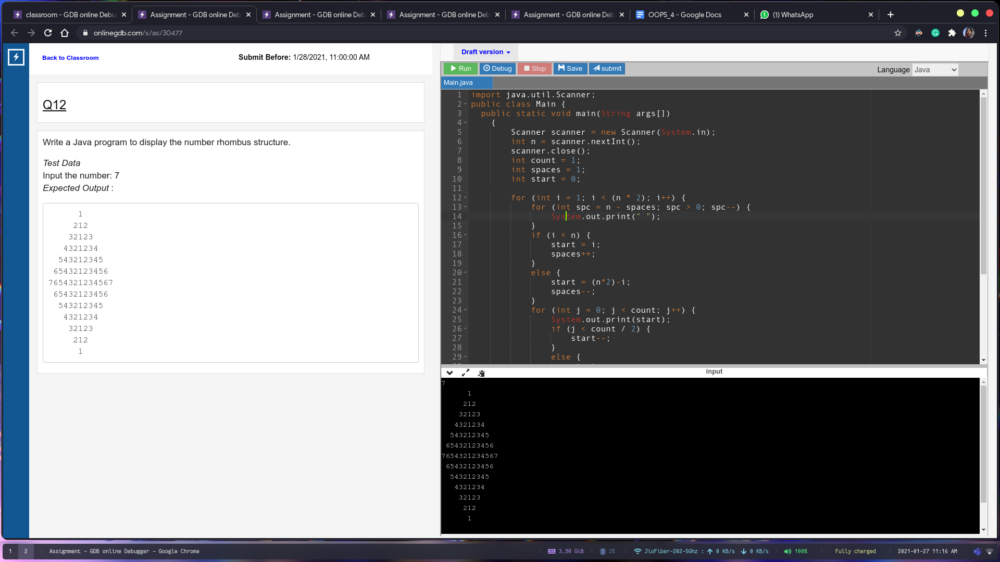 classroom - GDB online Debu
Assignment - GDB online Deb
Assignment - GDB online Deb
Assignment - GDB online Deb
Assignment - GDB online Deb
OOPS_4 - Google Docs
(1) WhatsApp
onlinegdb.com/s/as/30477
Back to Classroom
Submit Before: 1/28/2021, 11:00:00 AM
Q12
Write a Java program to display the number rhombus structure.
Test Data
Input the number: 7
Expected Output :
1
212
32123
4321234
543212345
65432123456
7654321234567
65432123456
543212345
4321234
32123
212
1
Draft version
Run Debug Stop Save submit
Language Java
Main.java
1 import java.util.Scanner;
2 public class Main {
3 public static void main(String args[])
4 {
5 Scanner scanner = new Scanner(System.in);
6 int n = scanner.nextInt();
7 scanner.close();
8 int count = 1;
9 int spaces = 1;
10 int start = 0;
11
12 for (int i = 1; i < (n * 2); i++) {
13 for (int spc = n - spaces; spc > 0; spc--) {
14 System.out.print(" ");
15 }
16 if (i < n) {
17 start = i;
18 spaces++;
19 }
20 else {
21 start = (n*2)-i;
22 spaces--;
23 }
24 for (int j = 0; j < count; j++) {
25 System.out.print(start);
26 if (j < count / 2) {
27 start--;
28 }
29 else {
input
7
1
212
32123
4321234
543212345
65432123456
7654321234567
65432123456
543212345
4321234
32123
212
1
1 2 / Assignment - GDB online Debugger - Google Chrome
/ 3.90 GiB / 2% / JioFiber-202-5Ghz : 0 KB/s 0 KB/s / 100% / Fully charged / 2021-01-27 11:16 AM